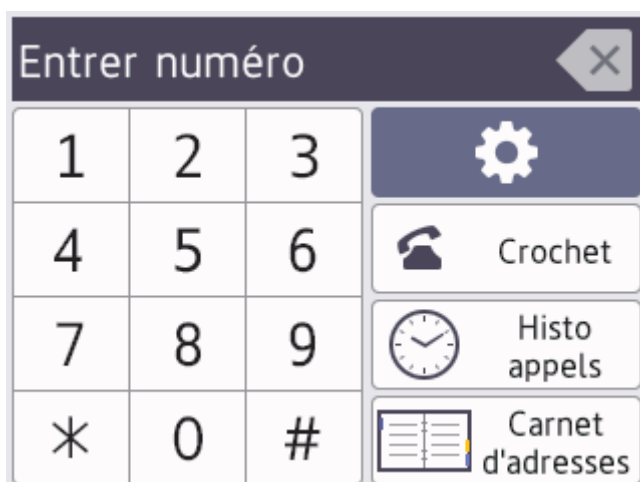 Entrer numéro
1 2 3
4 5 6
7 8 9
* 0 #
Crochet
Histo
appels
Carnet
d'adresses